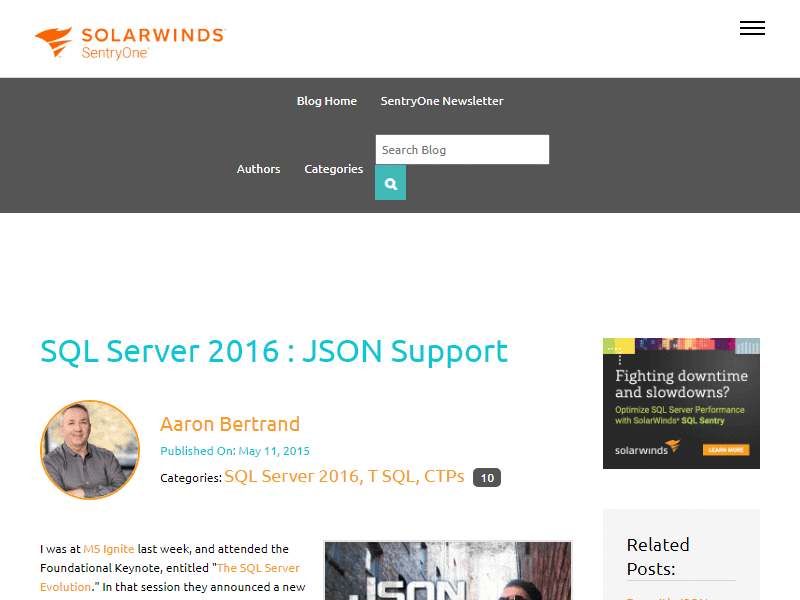 SOLARWINDS
SentryOne
Blog Home SentryOne Newsletter
Authors Categories Search Blog
SQL Server 2016 : JSON Support
Aaron Bertrand
Published On: May 11, 2015
Categories: SQL Server 2016, T SQL, CTPs 10
I was at MS Ignite last week, and attended the
Foundational Keynote, entitled "The SQL Server
Evolution." In that session they announced a new
JSON
Fighting downtime
and slowdowns?
Optimize SQL Server Performance
with SolarWinds® SQL Sentry
solarwinds LEARN MORE
Related
Posts: